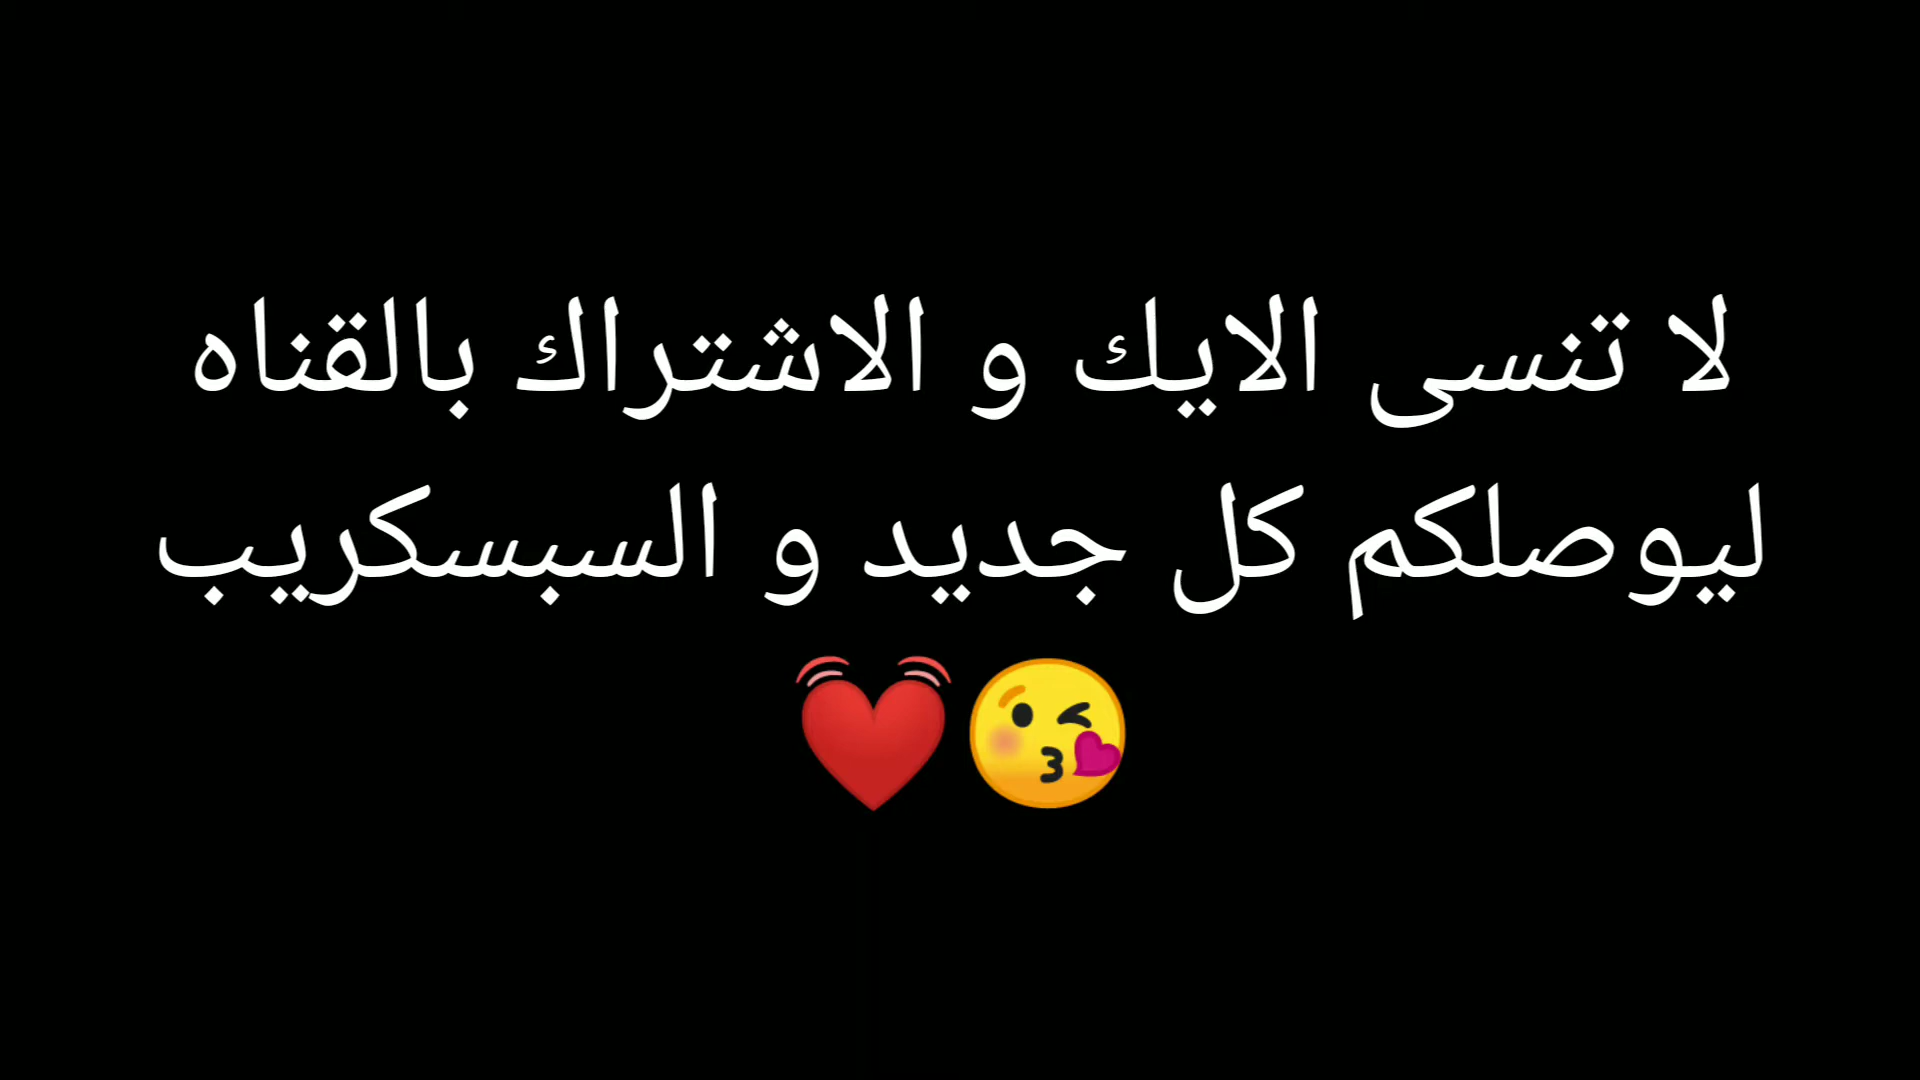 لا تنسى الايك و الاشتراك بالقناه
ليوصلكم كل جديد و السبسكريب
😘💓